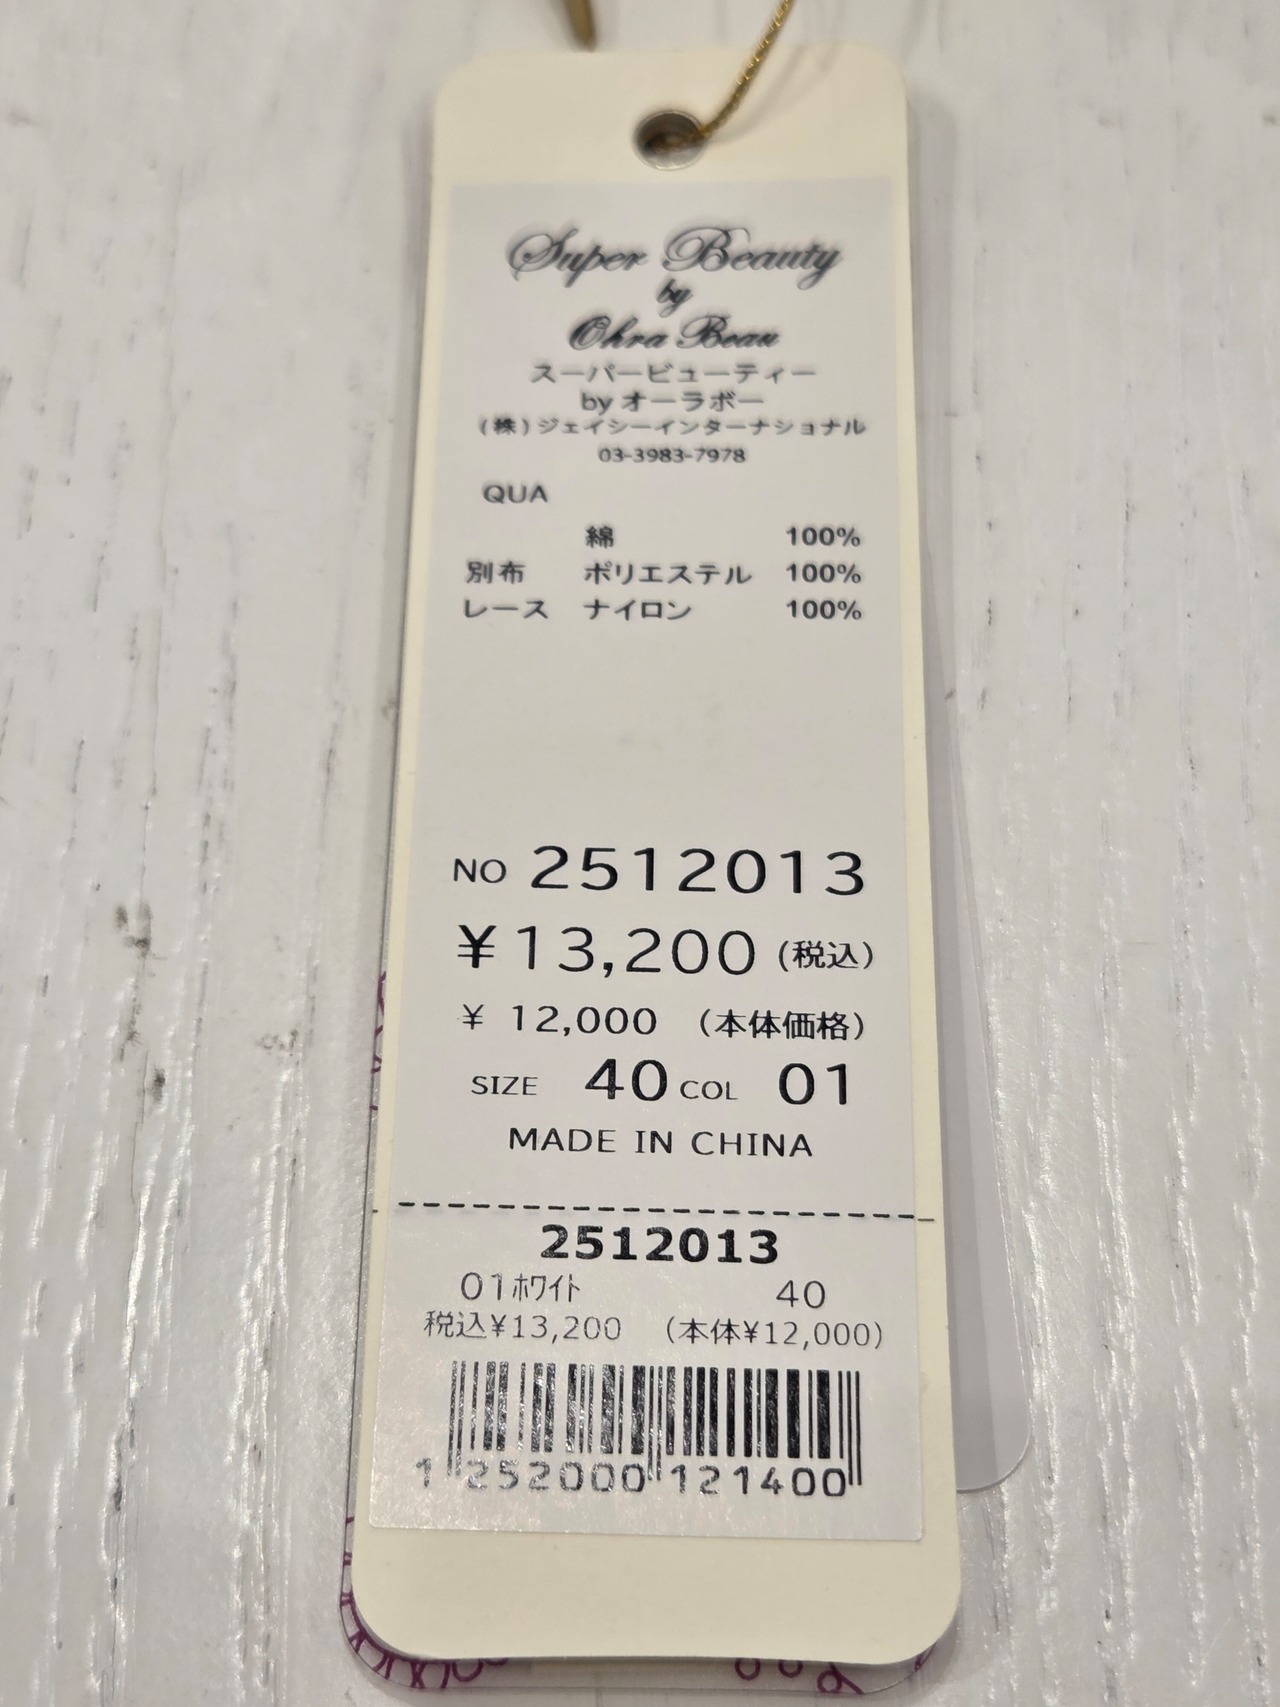 Super Beauty
by
Ohra Beau
スーパービューティー
by オーラボー
(株)ジェイシーインターナショナル
03-3983-7978
QUA
綿 100%
別布 ポリエステル 100%
レース ナイロン 100%
NO 2512013
¥13,200 (税込)
¥ 12,000 (本体価格)
SIZE 40 COL 01
MADE IN CHINA
2512013
01ﾎﾜｲﾄ 40
税込¥13,200 (本体¥12,000)
1 252000 121400